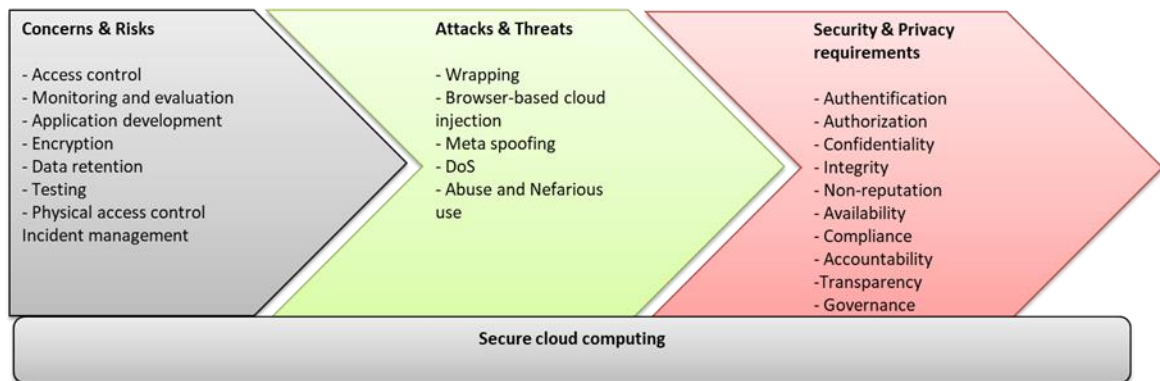 Concerns & Risks
- Access control
- Monitoring and evaluation
- Application development
- Encryption
- Data retention
- Testing
- Physical access control
Incident management
Attacks & Threats
- Wrapping
- Browser-based cloud
injection
- Meta spoofing
- DoS
- Abuse and Nefarious
use
Security & Privacy
requirements
- Authentification
- Authorization
- Confidentiality
- Integrity
- Non-reputation
- Availability
- Compliance
- Accountability
-Transparency
- Governance
Secure cloud computing